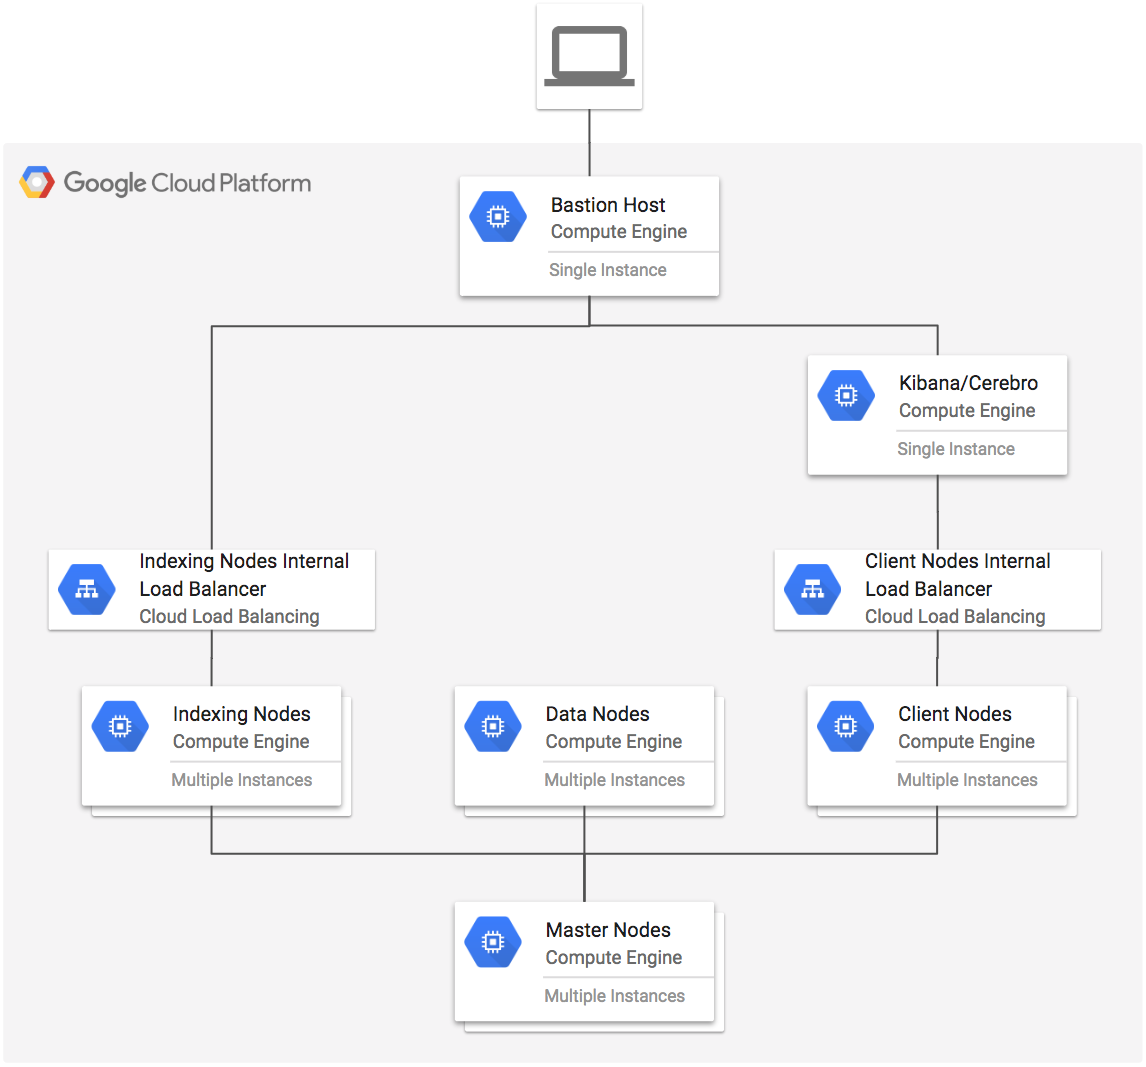 Google Cloud Platform
Bastion Host
Compute Engine
Single Instance
Kibana/Cerebro
Compute Engine
Single Instance
Indexing Nodes Internal
Load Balancer
Cloud Load Balancing
Client Nodes Internal
Load Balancer
Cloud Load Balancing
Indexing Nodes
Compute Engine
Multiple Instances
Data Nodes
Compute Engine
Multiple Instances
Client Nodes
Compute Engine
Multiple Instances
Master Nodes
Compute Engine
Multiple Instances